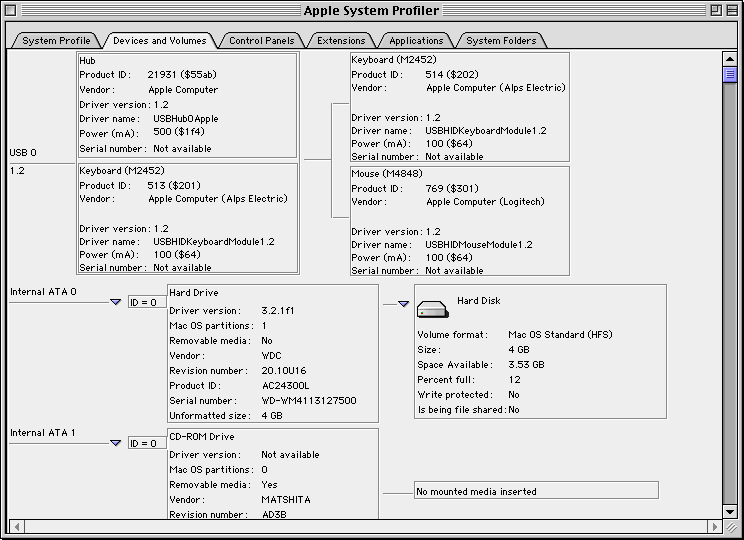 Apple System Profiler
System Profile
Devices and Volumes
Control Panels
Extensions
Applications
System Folders
USB 0
1.2
Hub
Product ID: 21931 ($55ab)
Vendor: Apple Computer
Driver version: 1.2
Driver name: USBHub0Apple
Power (mA): 500 ($1f4)
Serial number: Not available
Keyboard (M2452)
Product ID: 513 ($201)
Vendor: Apple Computer (Alps Electric)
Driver version: 1.2
Driver name: USBHIDKeyboardModule1.2
Power (mA): 100 ($64)
Serial number: Not available
Keyboard (M2452)
Product ID: 514 ($202)
Vendor: Apple Computer (Alps Electric)
Driver version: 1.2
Driver name: USBHIDKeyboardModule1.2
Power (mA): 100 ($64)
Serial number: Not available
Mouse (M4848)
Product ID: 769 ($301)
Vendor: Apple Computer (Logitech)
Driver version: 1.2
Driver name: USBHIDMouseModule1.2
Power (mA): 100 ($64)
Serial number: Not available
Internal ATA 0
ID = 0
Hard Drive
Driver version: 3.2.1f1
Mac OS partitions: 1
Removable media: No
Vendor: WDC
Revision number: 20.10U16
Product ID: AC24300L
Serial number: WD-WM4113127500
Unformatted size: 4 GB
Hard Disk
Volume format: Mac OS Standard (HFS)
Size: 4 GB
Space Available: 3.53 GB
Percent full: 12
Write protected: No
Is being file shared: No
Internal ATA 1
ID = 0
CD-ROM Drive
Driver version: Not available
Mac OS partitions: 0
Removable media: Yes
Vendor: MATSHITA
Revision number: AD3B
No mounted media inserted